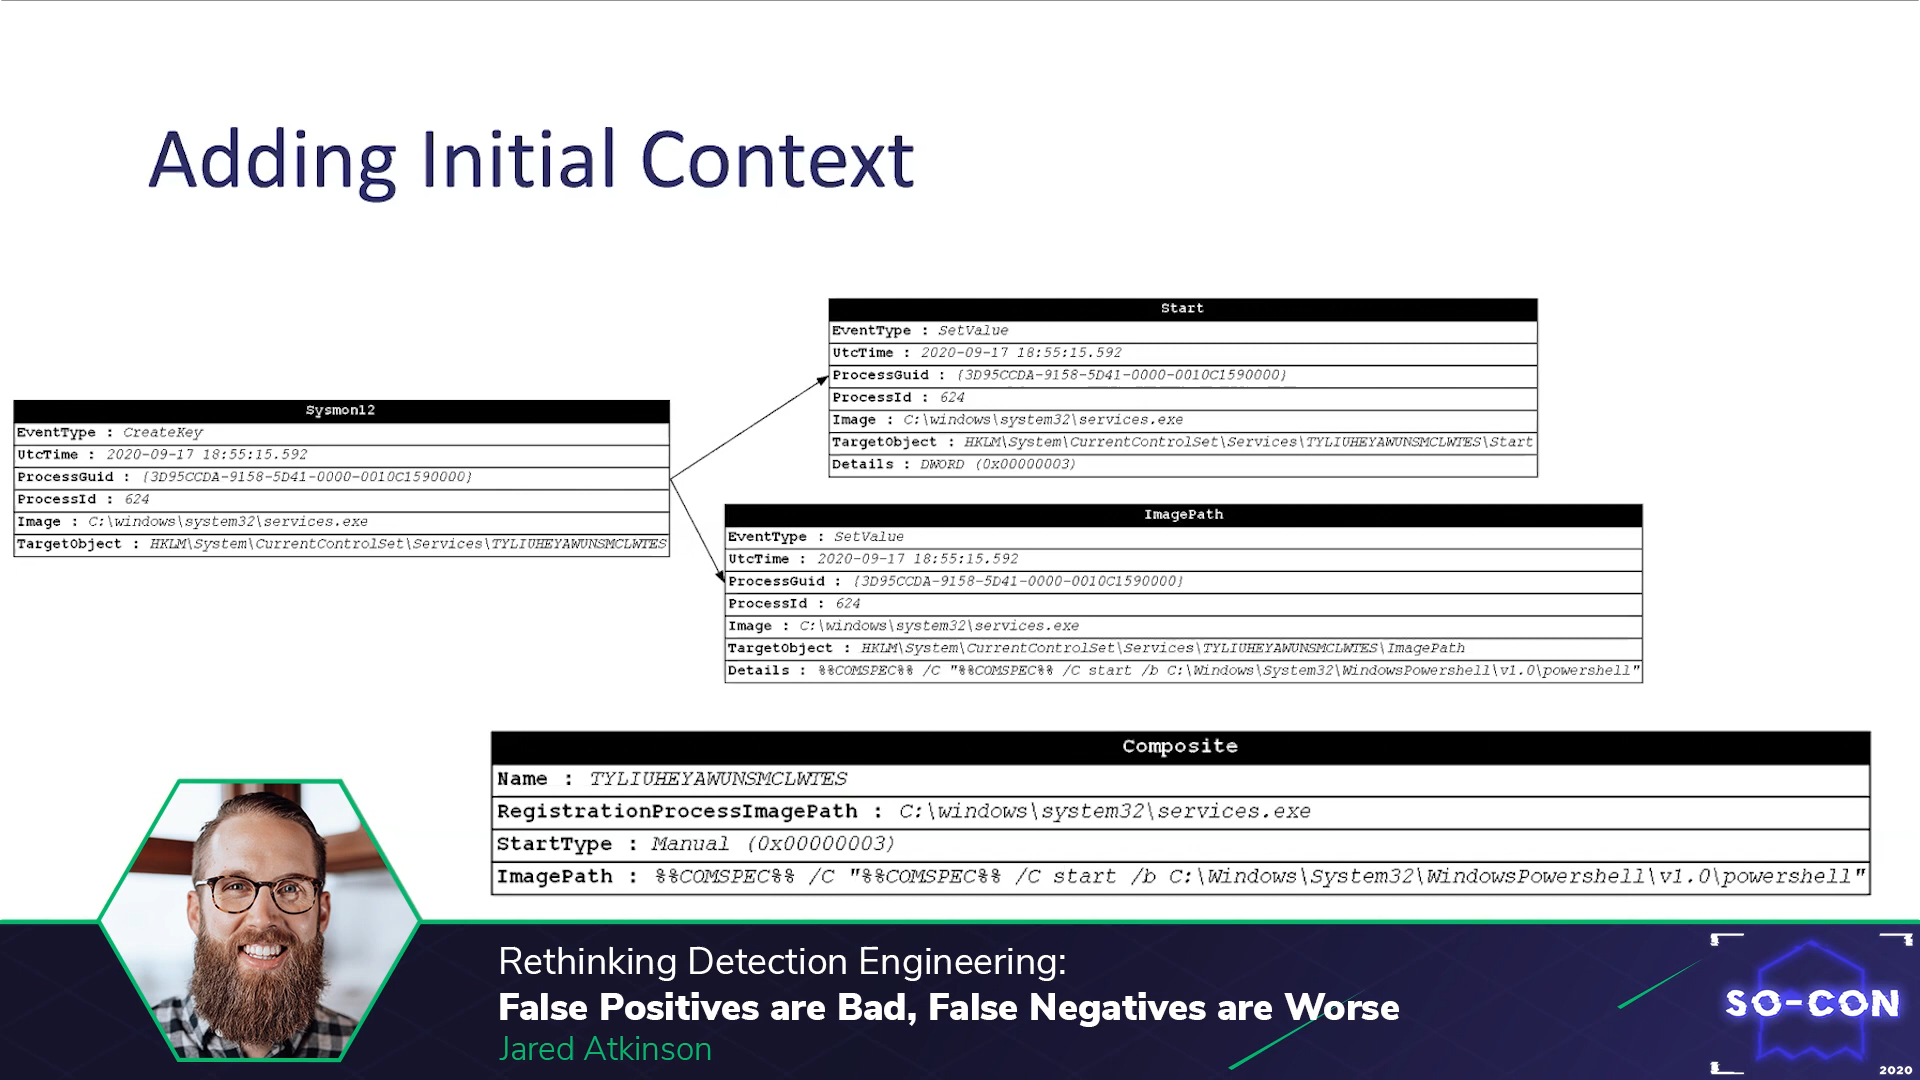 Adding Initial Context
Sysmon12
EventType : CreateKey
UtcTime : 2020-09-17 18:55:15.592
ProcessGuid : {3D95CCDA-9158-5D41-0000-0010C1590000}
ProcessId : 624
Image : C:\windows\system32\services.exe
TargetObject : HKLM\System\CurrentControlSet\Services\TYLIUHEYAWUNSMCLWTES
Start
EventType : SetValue
UtcTime : 2020-09-17 18:55:15.592
ProcessGuid : {3D95CCDA-9158-5D41-0000-0010C1590000}
ProcessId : 624
Image : C:\windows\system32\services.exe
TargetObject : HKLM\System\CurrentControlSet\Services\TYLIUHEYAWUNSMCLWTES\Start
Details : DWORD (0x00000003)
ImagePath
EventType : SetValue
UtcTime : 2020-09-17 18:55:15.592
ProcessGuid : {3D95CCDA-9158-5D41-0000-0010C1590000}
ProcessId : 624
Image : C:\windows\system32\services.exe
TargetObject : HKLM\System\CurrentControlSet\Services\TYLIUHEYAWUNSMCLWTES\ImagePath
Details : %%COMSPEC%% /C "%%COMSPEC%% /C start /b C:\Windows\System32\WindowsPowershell\v1.0\powershell"
Composite
Name : TYLIUHEYAWUNSMCLWTES
RegistrationProcessImagePath : C:\windows\system32\services.exe
StartType : Manual (0x00000003)
ImagePath : %%COMSPEC%% /C "%%COMSPEC%% /C start /b C:\Windows\System32\WindowsPowershell\v1.0\powershell"
Rethinking Detection Engineering:
False Positives are Bad, False Negatives are Worse
Jared Atkinson
SO-CON
2020